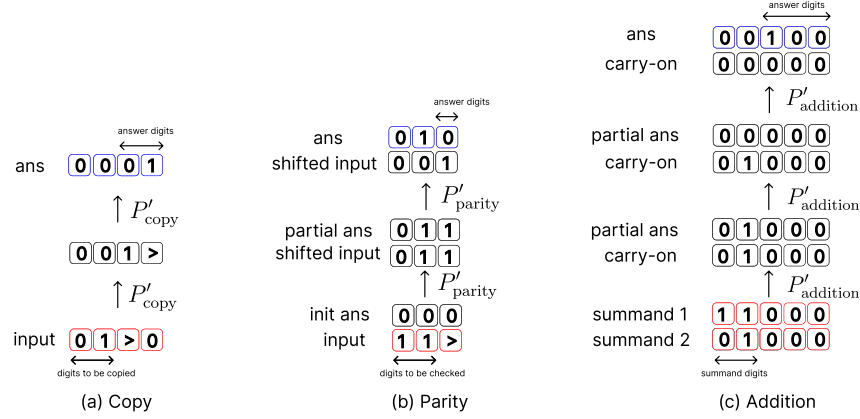 answer digits
ans 0 0 0 1
P′copy
0 0 1 >
P′copy
input 0 1 > 0
digits to be copied
(a) Copy
answer digits
ans 0 1 0
shifted input 0 0 1
P′parity
partial ans 0 1 1
shifted input 0 1 1
P′parity
init ans 0 0 0
input 1 1 >
digits to be checked
(b) Parity
answer digits
ans 0 0 1 0 0
carry-on 0 0 0 0 0
P′addition
partial ans 0 0 0 0 0
carry-on 0 1 0 0 0
P′addition
partial ans 0 1 0 0 0
carry-on 0 1 0 0 0
P′addition
summand 1 1 1 0 0 0
summand 2 0 1 0 0 0
summand digits
(c) Addition